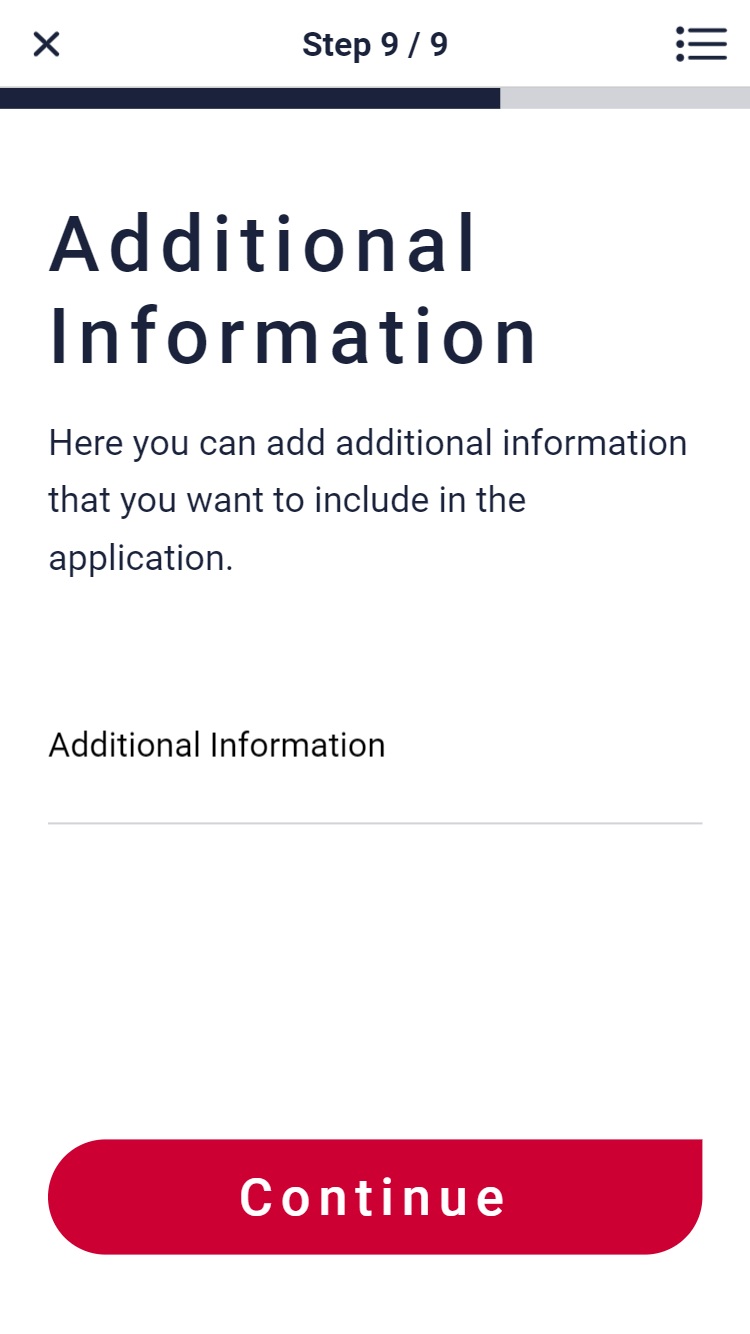 Step 9 / 9
Additional
Information
Here you can add additional information
that you want to include in the
application.
Additional Information
Continue